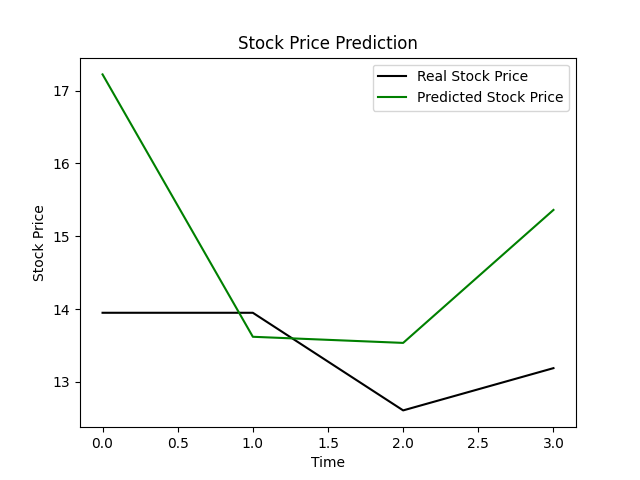 Stock Price Prediction
Real Stock Price
Predicted Stock Price
17
16
15
14
13
Stock Price
0.0 0.5 1.0 1.5 2.0 2.5 3.0
Time